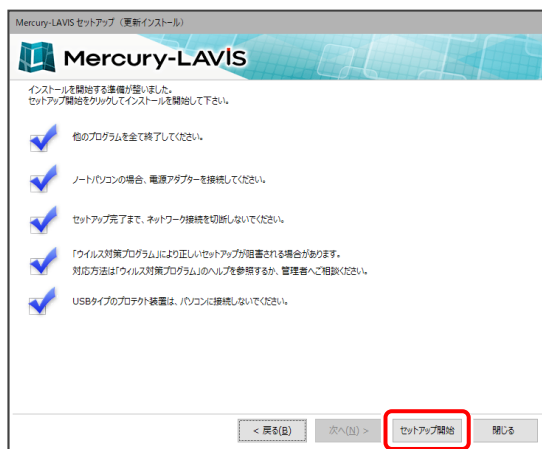 Mercury-LAVIS セットアップ（更新インストール）
Mercury-LAVIS
インストールを開始する準備が整いました。
セットアップ開始をクリックしてインストールを開始して下さい。
他のプログラムを全て終了してください。
ノートパソコンの場合、電源アダプターを接続してください。
セットアップ完了まで、ネットワーク接続を切断しないでください。
「ウイルス対策プログラム」により正しいセットアップが阻害される場合があります。
対応方法は「ウィルス対策プログラム」のヘルプを参照するか、管理者へご相談ください。
USBタイプのプロテクト装置は、パソコンに接続しないでください。
< 戻る(B) 次へ(N) > セットアップ開始 閉じる